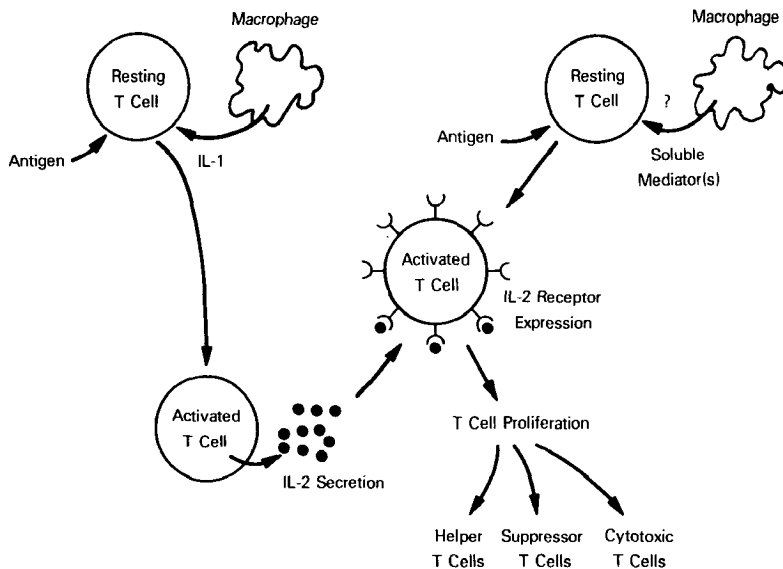 Macrophage
Resting
T Cell
Antigen
IL-1
Activated
T Cell
IL-2 Secretion
Macrophage
Resting
T Cell
?
Antigen
Soluble
Mediator(s)
Activated
T Cell
IL-2 Receptor
Expression
T Cell Proliferation
Helper
T Cells
Suppressor
T Cells
Cytotoxic
T Cells